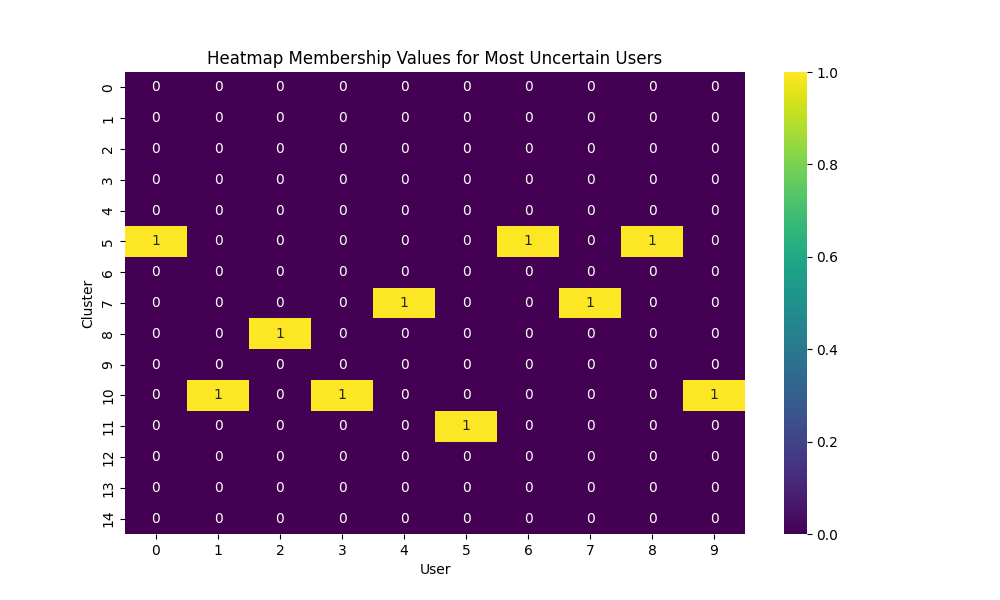 Heatmap Membership Values for Most Uncertain Users
0 0 0 0 0 0 0 0 0 0 0
1 0 0 0 0 0 0 0 0 0 0
2 0 0 0 0 0 0 0 0 0 0
3 0 0 0 0 0 0 0 0 0 0
4 0 0 0 0 0 0 0 0 0 0
5 1 0 0 0 0 0 1 0 1 0
6 0 0 0 0 0 0 0 0 0 0
7 0 0 0 0 1 0 0 1 0 0
8 0 0 1 0 0 0 0 0 0 0
9 0 0 0 0 0 0 0 0 0 0
10 0 1 0 1 0 0 0 0 0 1
11 0 0 0 0 0 1 0 0 0 0
12 0 0 0 0 0 0 0 0 0 0
13 0 0 0 0 0 0 0 0 0 0
14 0 0 0 0 0 0 0 0 0 0
0 1 2 3 4 5 6 7 8 9
User
Cluster
1.0
0.8
0.6
0.4
0.2
0.0